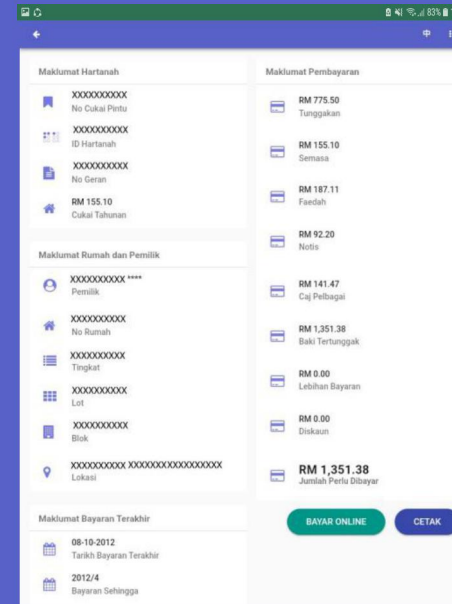 83%
中
Maklumat Hartanah
XXXXXXXXXX
No Cukai Pintu
XXXXXXXXXX
ID Hartanah
XXXXXXXXXX
No Geran
RM 155.10
Cukai Tahunan
Maklumat Rumah dan Pemilik
XXXXXXXXXX ****
Pemilik
XXXXXXXXXX
No Rumah
XXXXXXXXXX
Tingkat
XXXXXXXXXX
Lot
XXXXXXXXXX
Blok
XXXXXXXXXX XXXXXXXXXXXXXXXXX
Lokasi
Maklumat Bayaran Terakhir
08-10-2012
Tarikh Bayaran Terakhir
2012/4
Bayaran Sehingga
Maklumat Pembayaran
RM 775.50
Tunggakan
RM 155.10
Semasa
RM 187.11
Faedah
RM 92.20
Notis
RM 141.47
Caj Pelbagai
RM 1,351.38
Baki Tertunggak
RM 0.00
Lebihan Bayaran
RM 0.00
Diskaun
RM 1,351.38
Jumlah Perlu Dibayar
BAYAR ONLINE
CETAK